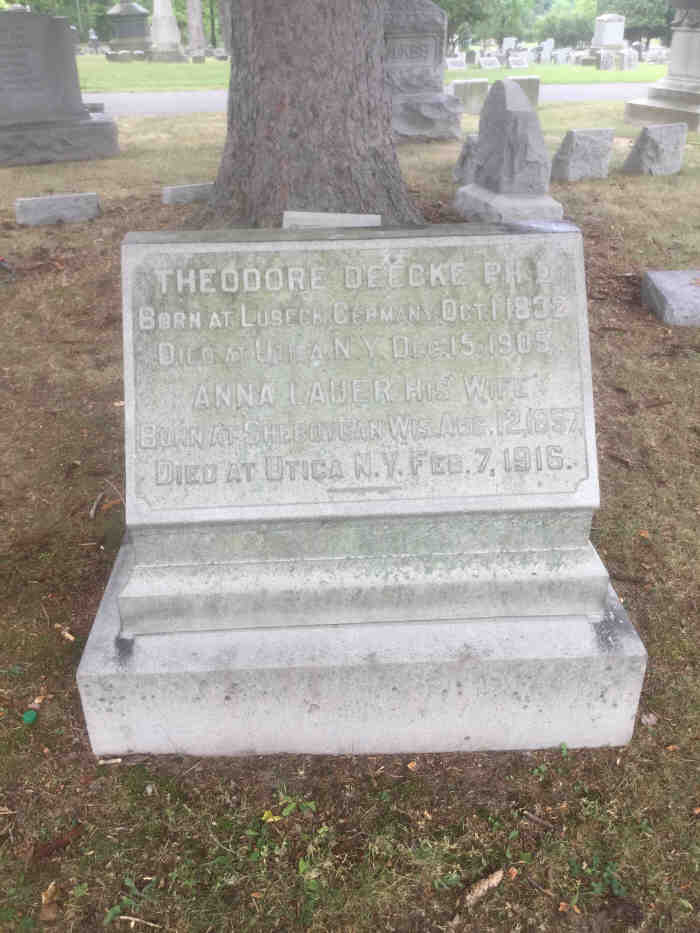 THEODORE DEECKE PH.D.
BORN AT LUBECK, GERMANY, OCT. 1, 1832
DIED AT UTICA, N.Y. DEC. 15, 1905
ANNA LAUER HIS WIFE
BORN AT SHEBOYGAN WIS. AUG. 12, 1857,
DIED AT UTICA N.Y. FEB. 7, 1916.